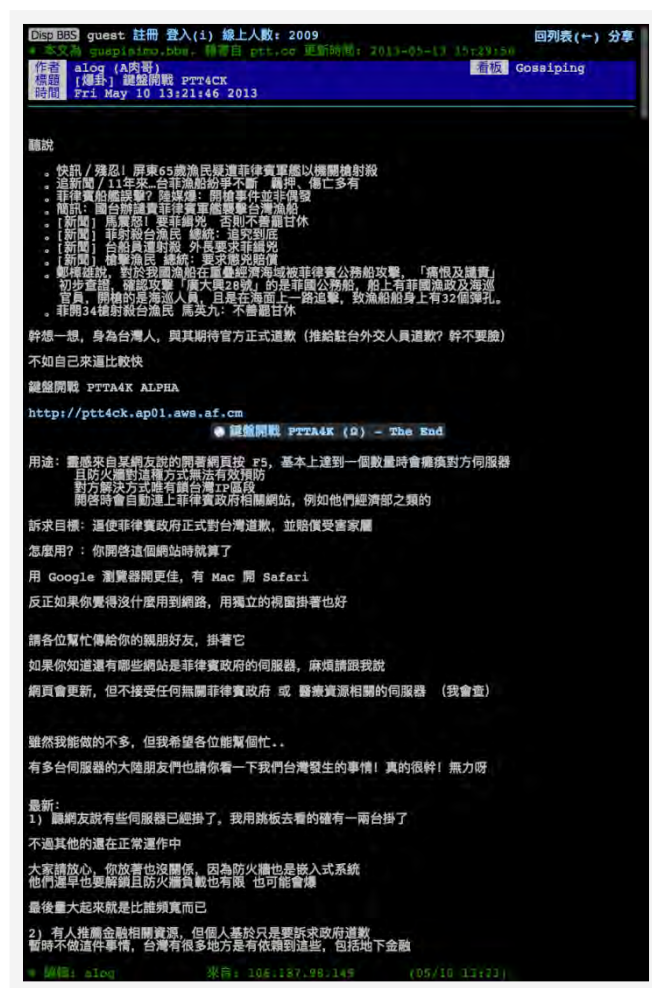 Disp BBS guest 註冊 登入(i) 線上人數: 2009 回列表(←) 分享
* 本文為 guapisimo.bbs. 轉寄自 ptt.cc 更新時間: 2013-05-13 15:29:50
作者 alog (A肉哥) 看板 Gossiping
標題 [爆卦] 鍵盤開戰 PTT4CK
時間 Fri May 10 13:21:46 2013
聽說
。快訊／殘忍! 屏東65歲漁民疑遭菲律賓軍艦以機關槍射殺
。追新聞／11年來…台菲漁船紛爭不斷 羈押、傷亡多有
。菲律賓船艦誤擊? 陸媒爆: 開槍事件並非偶發
。簡訊: 國台辦譴責菲律賓軍艦襲擊台灣漁船
。[新聞] 馬震怒! 要菲緝兇 否則不善罷甘休
。[新聞] 菲射殺台漁民 總統: 追究到底
。[新聞] 台船員遭射殺 外長要求菲緝兇
。[新聞] 槍擊漁民 總統: 要求懲兇賠償
。鄭樟雄說, 對於我國漁船在重疊經濟海域被菲律賓公務船攻擊, 「痛恨及譴責」
初步查證, 確認攻擊「廣大興28號」的是菲國公務船, 船上有菲國漁政及海巡
官員, 開槍的是海巡人員, 且是在海面上一路追擊, 致漁船船身上有32個彈孔。
。菲開34槍射殺台漁民 馬英九: 不善罷甘休
幹想一想, 身為台灣人, 與其期待官方正式道歉 (推給駐台外交人員道歉? 幹不要臉)
不如自己來逼比較快
鍵盤開戰 PTTA4K ALPHA
http://ptt4ck.ap01.aws.af.cm
鍵盤開戰 PTTA4K (Ω) - The End
用途: 靈感來自某網友說的開著網頁按 F5, 基本上達到一個數量時會癱瘓對方伺服器
且防火牆對這種方式無法有效預防
對方解決方式唯有鎖台灣IP區段
開啓時會自動連上菲律賓政府相關網站, 例如他們經濟部之類的
訴求目標: 逼使菲律賓政府正式對台灣道歉, 並賠償受害家屬
怎麼用? : 你開啓這個網站時就算了
用 Google 瀏覽器開更佳, 有 Mac 開 Safari
反正如果你覺得沒什麼用到網路, 用獨立的視窗掛著也好
請各位幫忙傳給你的親朋好友, 掛著它
如果你知道還有哪些網站是菲律賓政府的伺服器, 麻煩請跟我說
網頁會更新, 但不接受任何無關菲律賓政府 或 醫療資源相關的伺服器 (我會查)
雖然我能做的不多, 但我希望各位能幫個忙..
有多台伺服器的大陸朋友們也請你看一下我們台灣發生的事情! 真的很幹! 無力呀
最新:
1) 聽網友說有些伺服器已經掛了, 我用跳板去看的確有一兩台掛了
不過其他的還在正常運作中
大家請放心, 你放著也沒關係, 因為防火牆也是嵌入式系統
他們遲早也要解鎖且防火牆負載也有限 也可能會爆
最後量大起來就是比誰頻寬而已
2) 有人推薦金融相關資源, 但個人基於只是要訴求政府道歉
暫時不做這件事情, 台灣有很多地方是有依賴到這些, 包括地下金融
* 編輯: alog 來自: 106.187.98.149 (05/10 13:23)